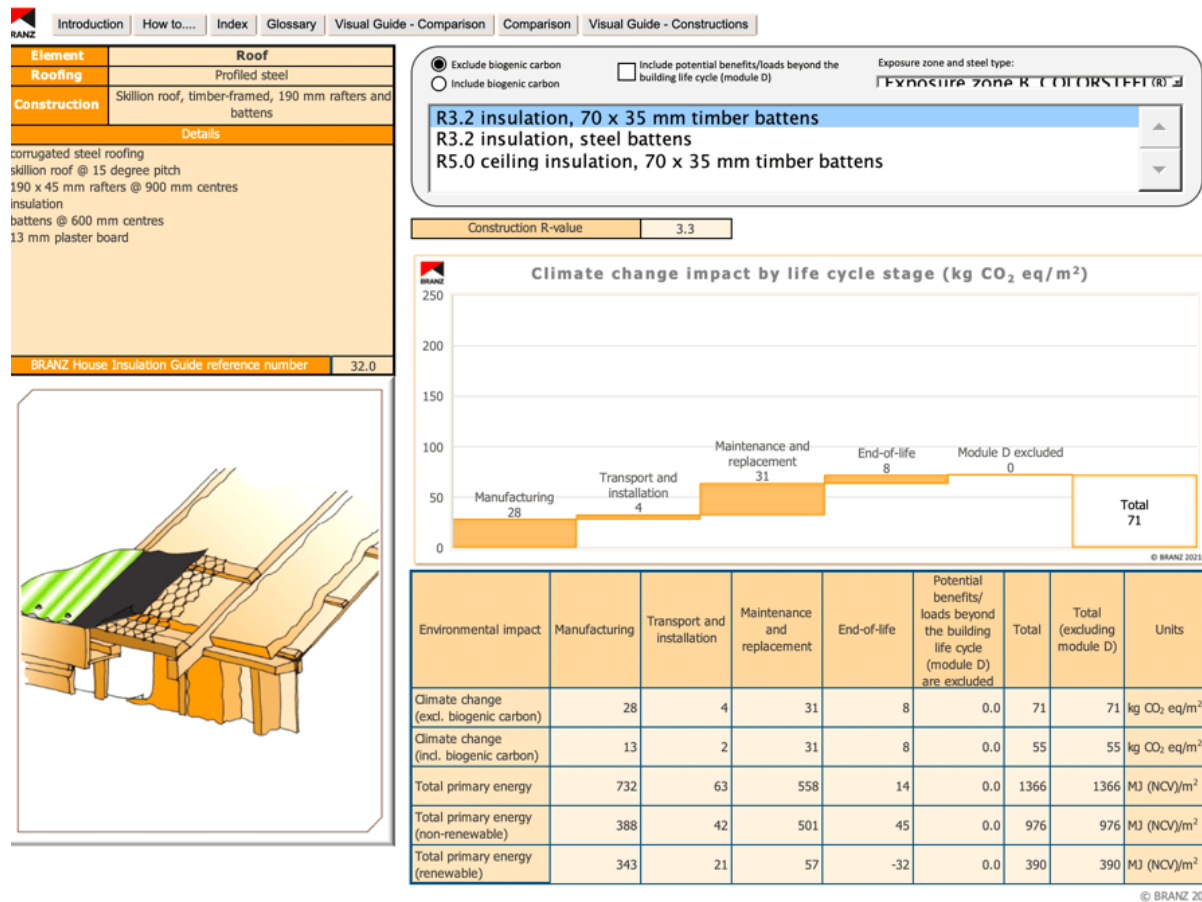 BRANZ
Introduction How to.... Index Glossary Visual Guide - Comparison Comparison Visual Guide - Constructions
Element Roof
Roofing Profiled steel
Construction Skillion roof, timber-framed, 190 mm rafters and
battens
Details
corrugated steel roofing
skillion roof @ 15 degree pitch
190 x 45 mm rafters @ 900 mm centres
insulation
battens @ 600 mm centres
13 mm plaster board
BRANZ House Insulation Guide reference number 32.0
Exclude biogenic carbon
Include biogenic carbon
Include potential benefits/loads beyond the
building life cycle (module D)
Exposure zone and steel type:
Exposure zone B, COLORSTEEL(R)
R3.2 insulation, 70 x 35 mm timber battens
R3.2 insulation, steel battens
R5.0 ceiling insulation, 70 x 35 mm timber battens
Construction R-value 3.3
BRANZ
Climate change impact by life cycle stage (kg CO₂ eq/m²)
250
200
150
100
50
0
Manufacturing
28
Transport and
installation
4
Maintenance and
replacement
31
End-of-life
8
Module D excluded
0
Total
71
© BRANZ 2021
Environmental impact
Manufacturing
Transport and
installation
Maintenance
and
replacement
End-of-life
Potential
benefits/
loads beyond
the building
life cycle
(module D)
are excluded
Total
Total
(excluding
module D)
Units
Climate change
(excl. biogenic carbon) 28 4 31 8 0.0 71 71 kg CO₂ eq/m²
Climate change
(incl. biogenic carbon) 13 2 31 8 0.0 55 55 kg CO₂ eq/m²
Total primary energy 732 63 558 14 0.0 1366 1366 MJ (NCV)/m²
Total primary energy
(non-renewable) 388 42 501 45 0.0 976 976 MJ (NCV)/m²
Total primary energy
(renewable) 343 21 57 -32 0.0 390 390 MJ (NCV)/m²
© BRANZ 20